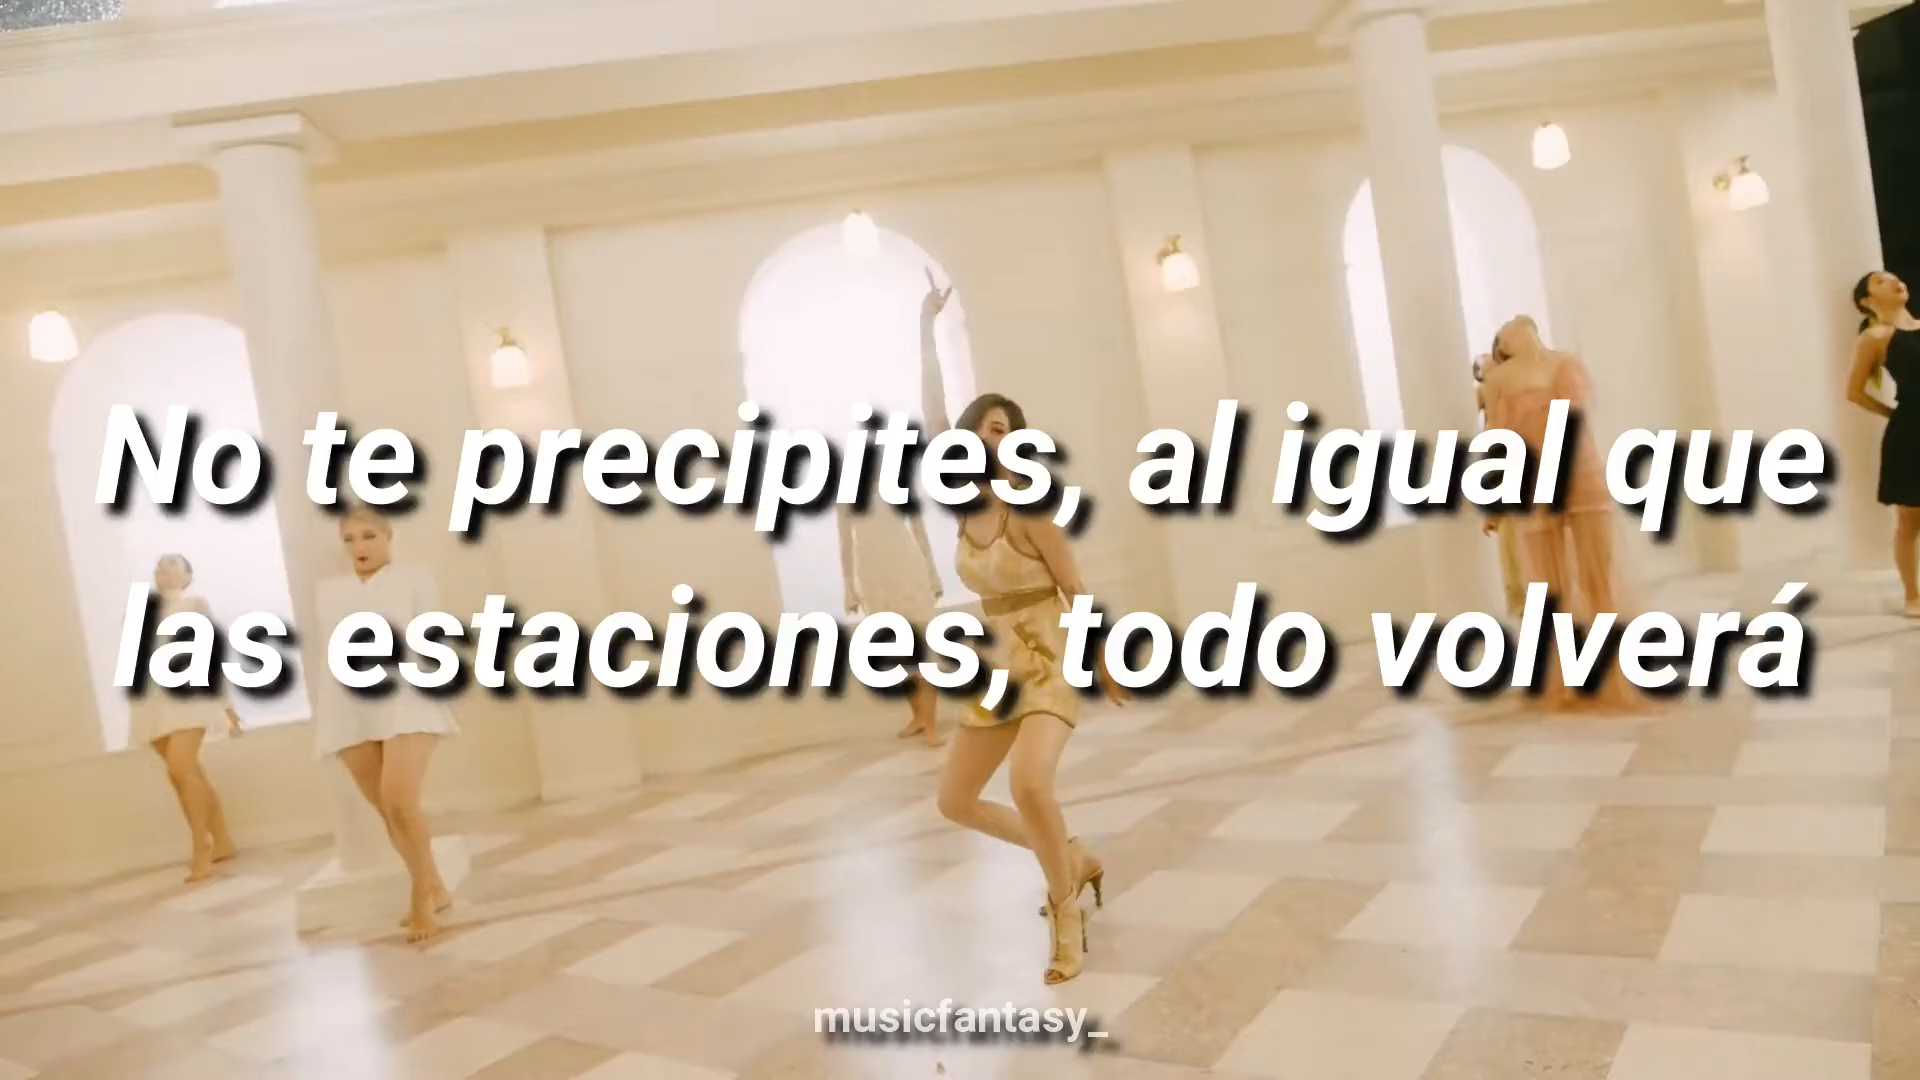 No te precipites, al igual que
las estaciones, todo volverá
musicfantasy_